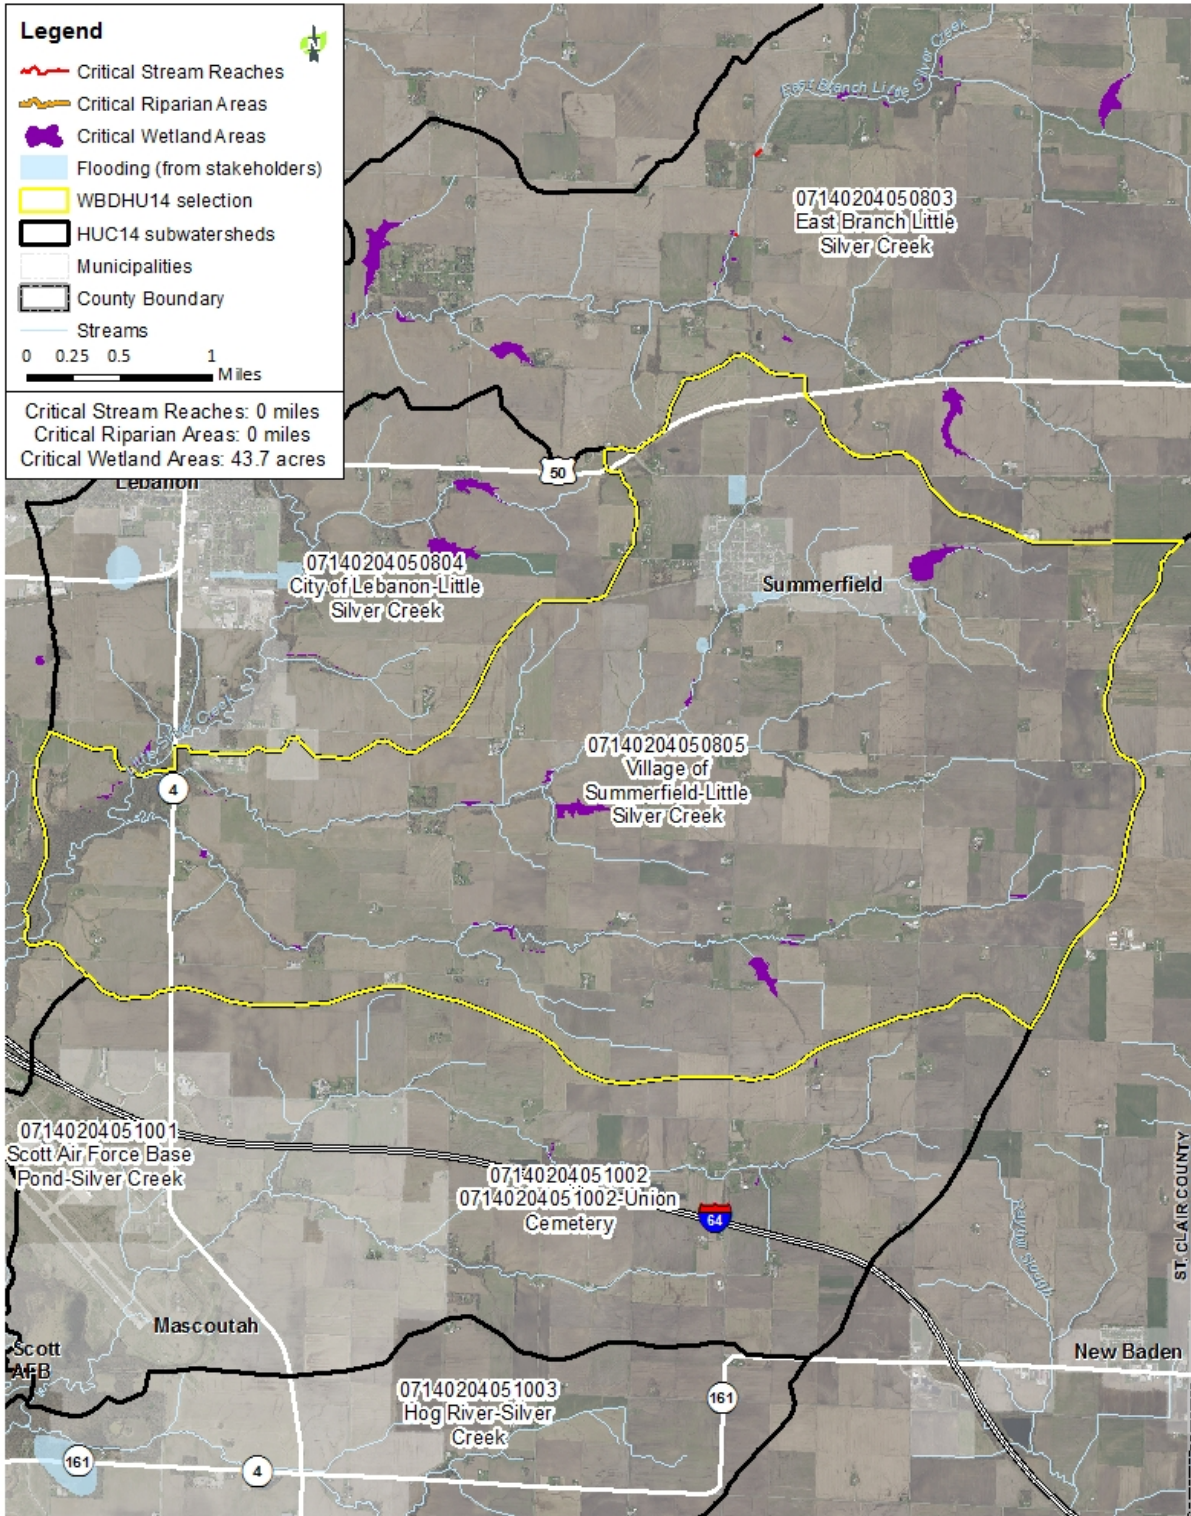 Legend
N
Critical Stream Reaches
Critical Riparian Areas
Critical Wetland Areas
Flooding (from stakeholders)
WBDHU14 selection
HUC14 subwatersheds
Municipalities
County Boundary
Streams
0 0.25 0.5 1
Miles
Critical Stream Reaches: 0 miles
Critical Riparian Areas: 0 miles
Critical Wetland Areas: 43.7 acres
East Branch Little Silver Creek
07140204050803
East Branch Little
Silver Creek
50
Lebanon
07140204050804
City of Lebanon-Little
Silver Creek
Summerfield
Little Silver Creek
07140204050805
Village of
Summerfield-Little
Silver Creek
4
07140204051001
Scott Air Force Base
Pond-Silver Creek
07140204051002
07140204051002-Union
Cemetery
64
ST. CLAIR COUNTY
Mascoutah
Scott
AFB
New Baden
07140204051003
Hog River-Silver
Creek
161
161
4